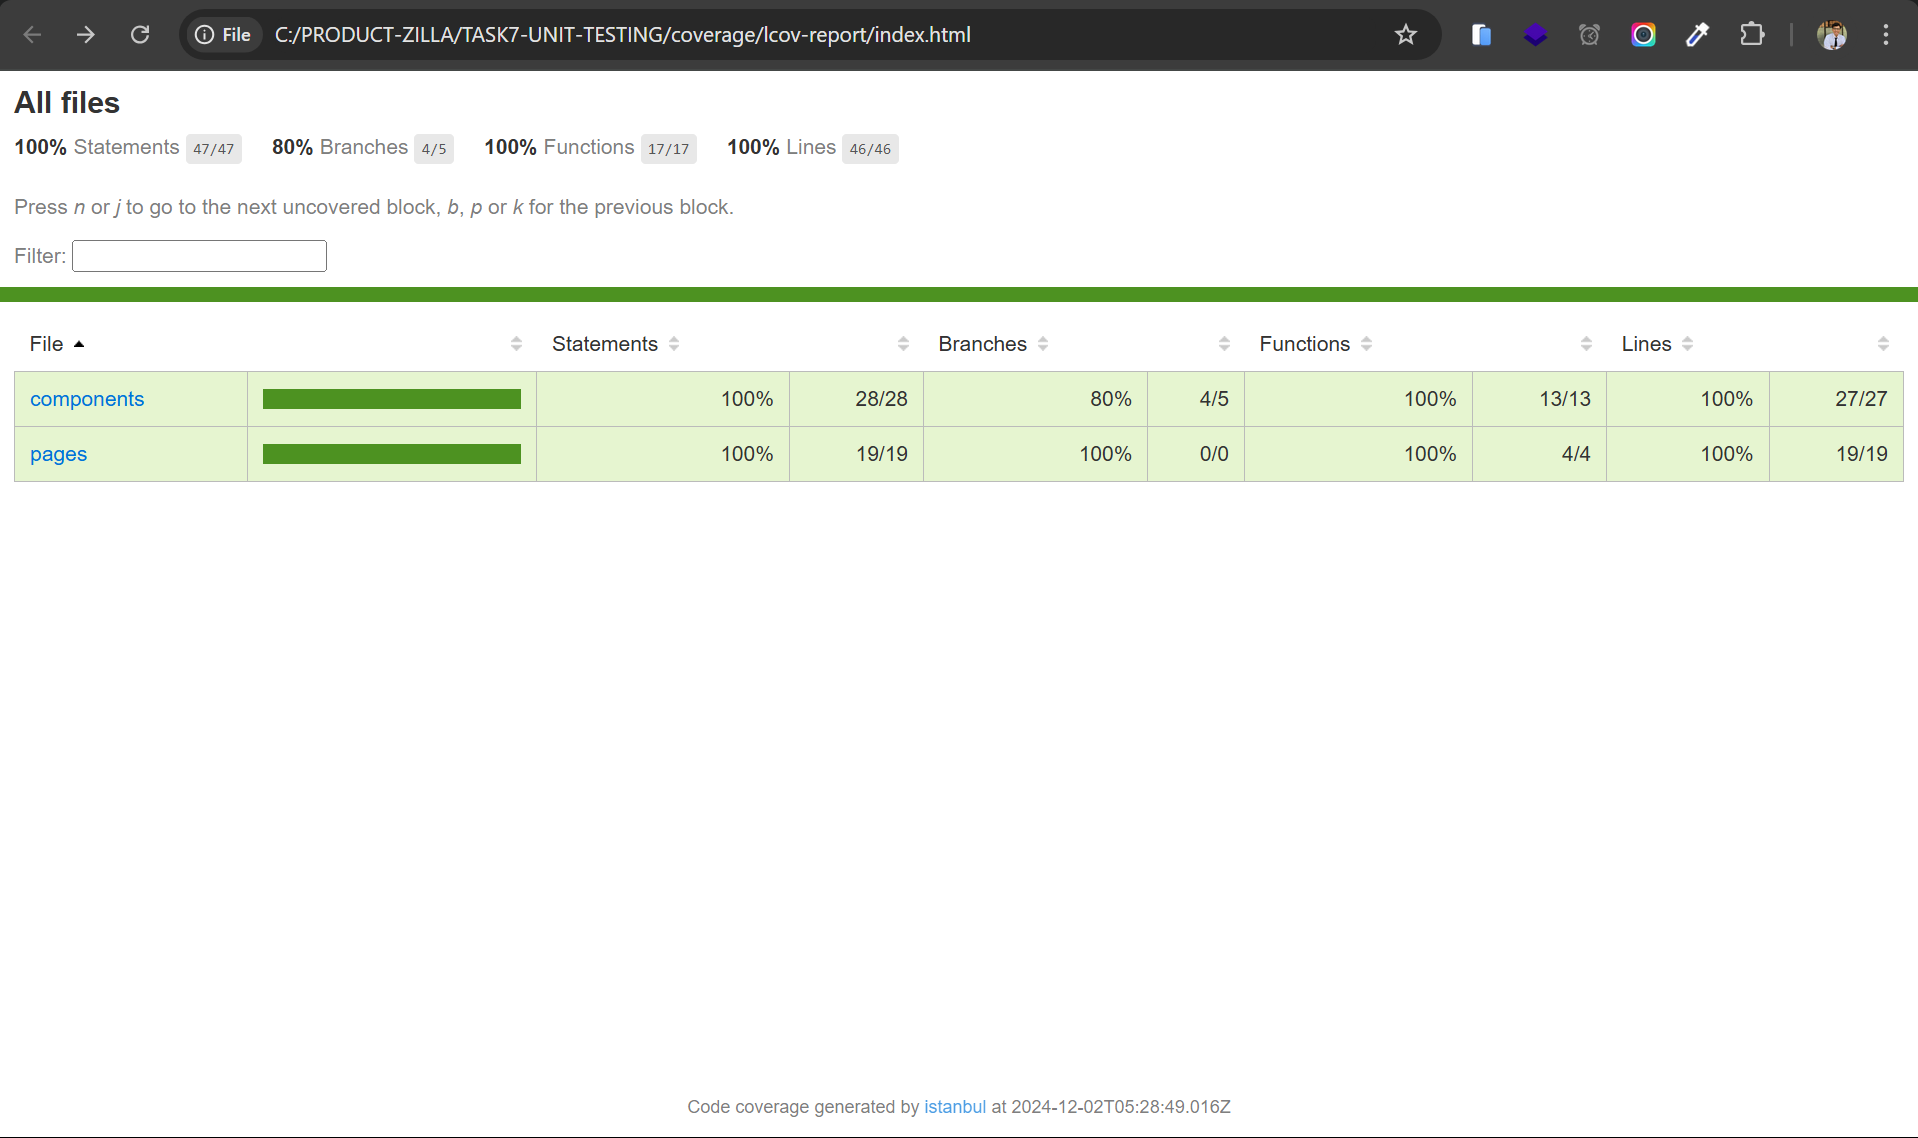 File C:/PRODUCT-ZILLA/TASK7-UNIT-TESTING/coverage/lcov-report/index.html
All files
100% Statements 47/47 80% Branches 4/5 100% Functions 17/17 100% Lines 46/46
Press n or j to go to the next uncovered block, b, p or k for the previous block.
Filter:
File Statements Branches Functions Lines
components 100% 28/28 80% 4/5 100% 13/13 100% 27/27
pages 100% 19/19 100% 0/0 100% 4/4 100% 19/19
Code coverage generated by istanbul at 2024-12-02T05:28:49.016Z